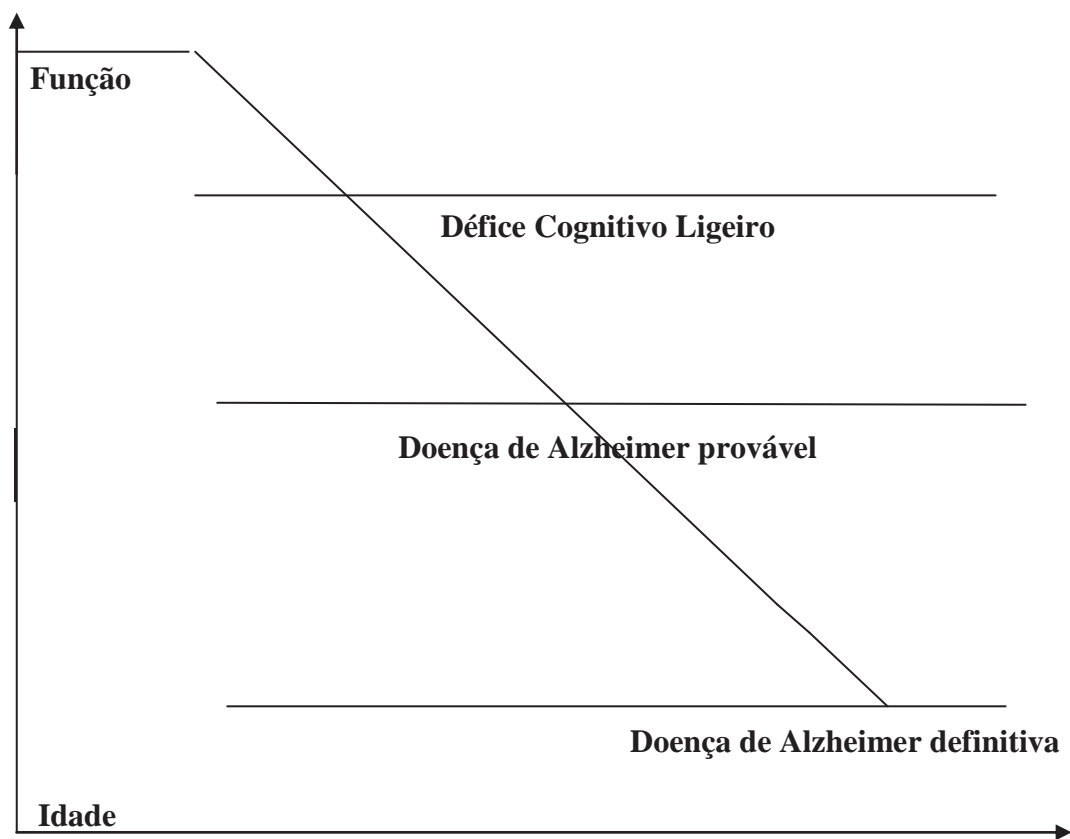 Função
Défice Cognitivo Ligeiro
Doença de Alzheimer provável
Doença de Alzheimer definitiva
Idade